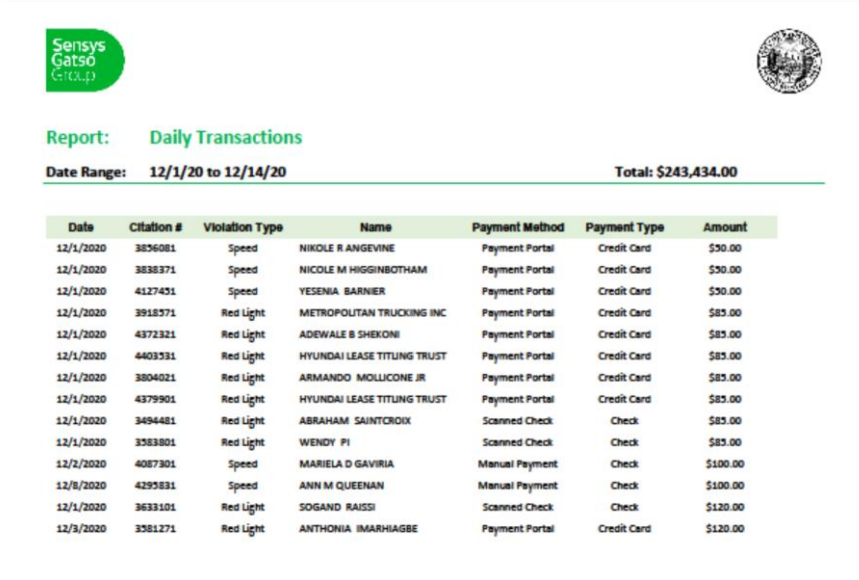 Sensys
Gatso
Group
Report: Daily Transactions
Date Range: 12/1/20 to 12/14/20 Total: $243,434.00
Date Citation # Violation Type Name Payment Method Payment Type Amount
12/1/2020 3856081 Speed NIKOLE R ANGEVINE Payment Portal Credit Card $50.00
12/1/2020 3838371 Speed NICOLE M HIGGINBOTHAM Payment Portal Credit Card $50.00
12/1/2020 4127451 Speed YESENIA BARNIER Payment Portal Credit Card $50.00
12/1/2020 3918571 Red Light METROPOLITAN TRUCKING INC Payment Portal Credit Card $85.00
12/1/2020 4372321 Red Light ADEWALE B SHEKONI Payment Portal Credit Card $85.00
12/1/2020 4403531 Red Light HYUNDAI LEASE TITLING TRUST Payment Portal Credit Card $85.00
12/1/2020 3804021 Red Light ARMANDO MOLLICONE JR Payment Portal Credit Card $85.00
12/1/2020 4379901 Red Light HYUNDAI LEASE TITLING TRUST Payment Portal Credit Card $85.00
12/1/2020 3494481 Red Light ABRAHAM SAINTCROIX Scanned Check Check $85.00
12/1/2020 3583801 Red Light WENDY PI Scanned Check Check $85.00
12/2/2020 4087301 Speed MARIELA D GAVIRIA Manual Payment Check $100.00
12/8/2020 4295831 Speed ANN M QUEENAN Manual Payment Check $100.00
12/1/2020 3633101 Red Light SOGAND RAISSI Scanned Check Check $120.00
12/3/2020 3581271 Red Light ANTHONIA IMARHIAGBE Payment Portal Credit Card $120.00